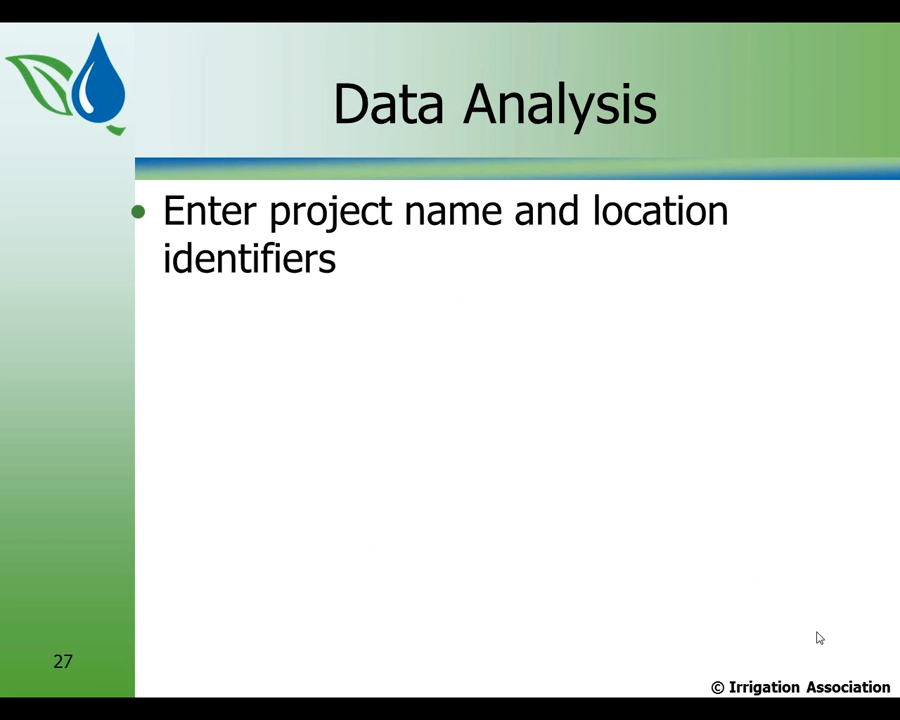 Data Analysis
• Enter project name and location
identifiers
27
© Irrigation Association